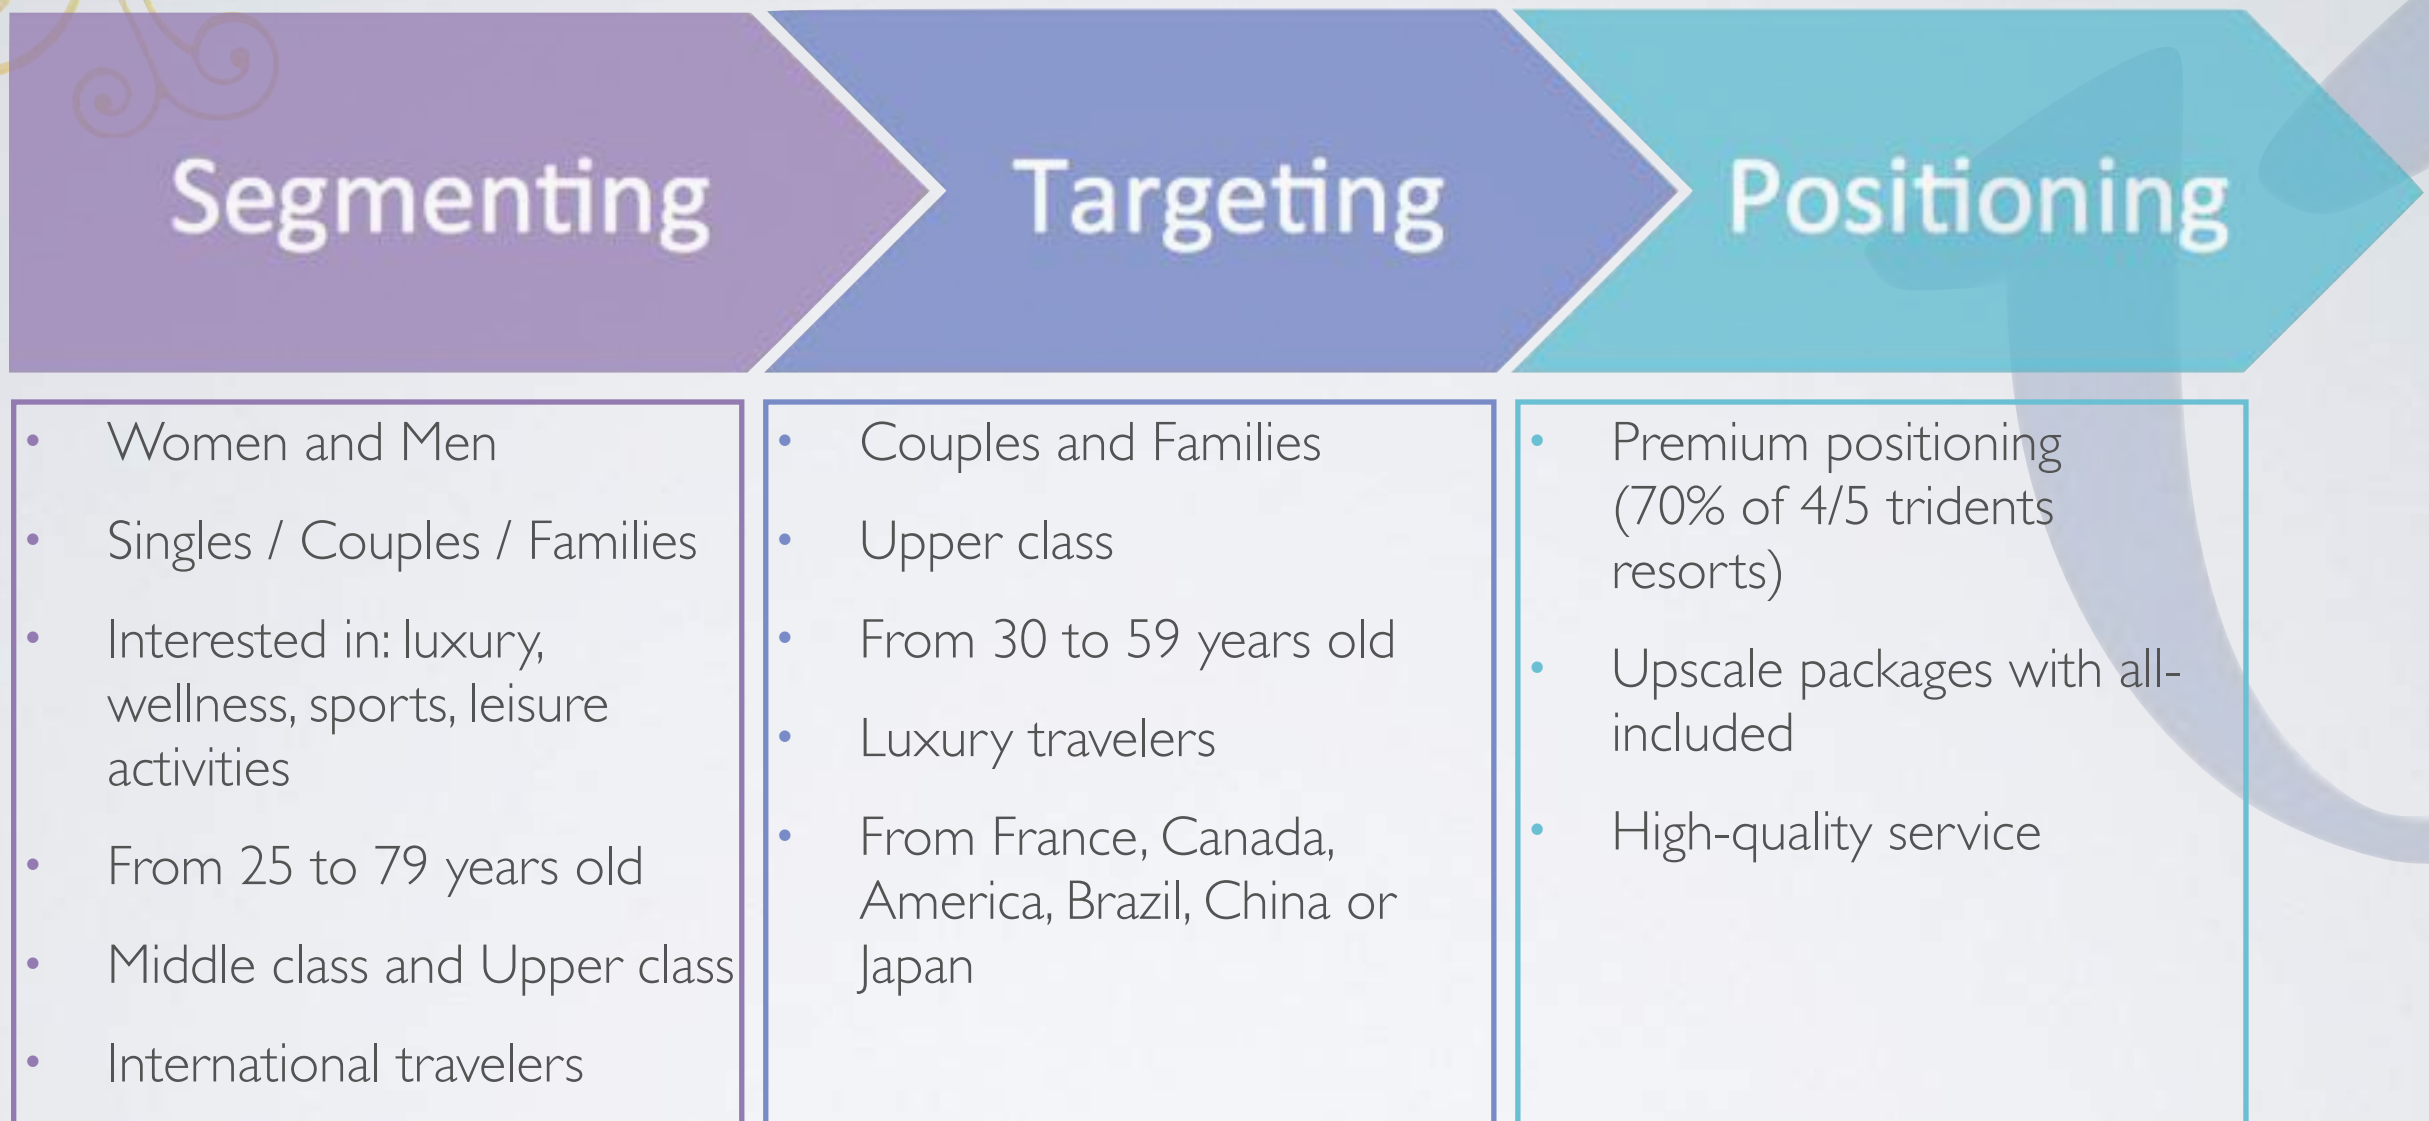 Segmenting
Targeting
Positioning
• Women and Men
• Singles / Couples / Families
• Interested in: luxury,
wellness, sports, leisure
activities
• From 25 to 79 years old
• Middle class and Upper class
• International travelers
• Couples and Families
• Upper class
• From 30 to 59 years old
• Luxury travelers
• From France, Canada,
America, Brazil, China or
Japan
• Premium positioning
(70% of 4/5 tridents
resorts)
• Upscale packages with all-
included
• High-quality service